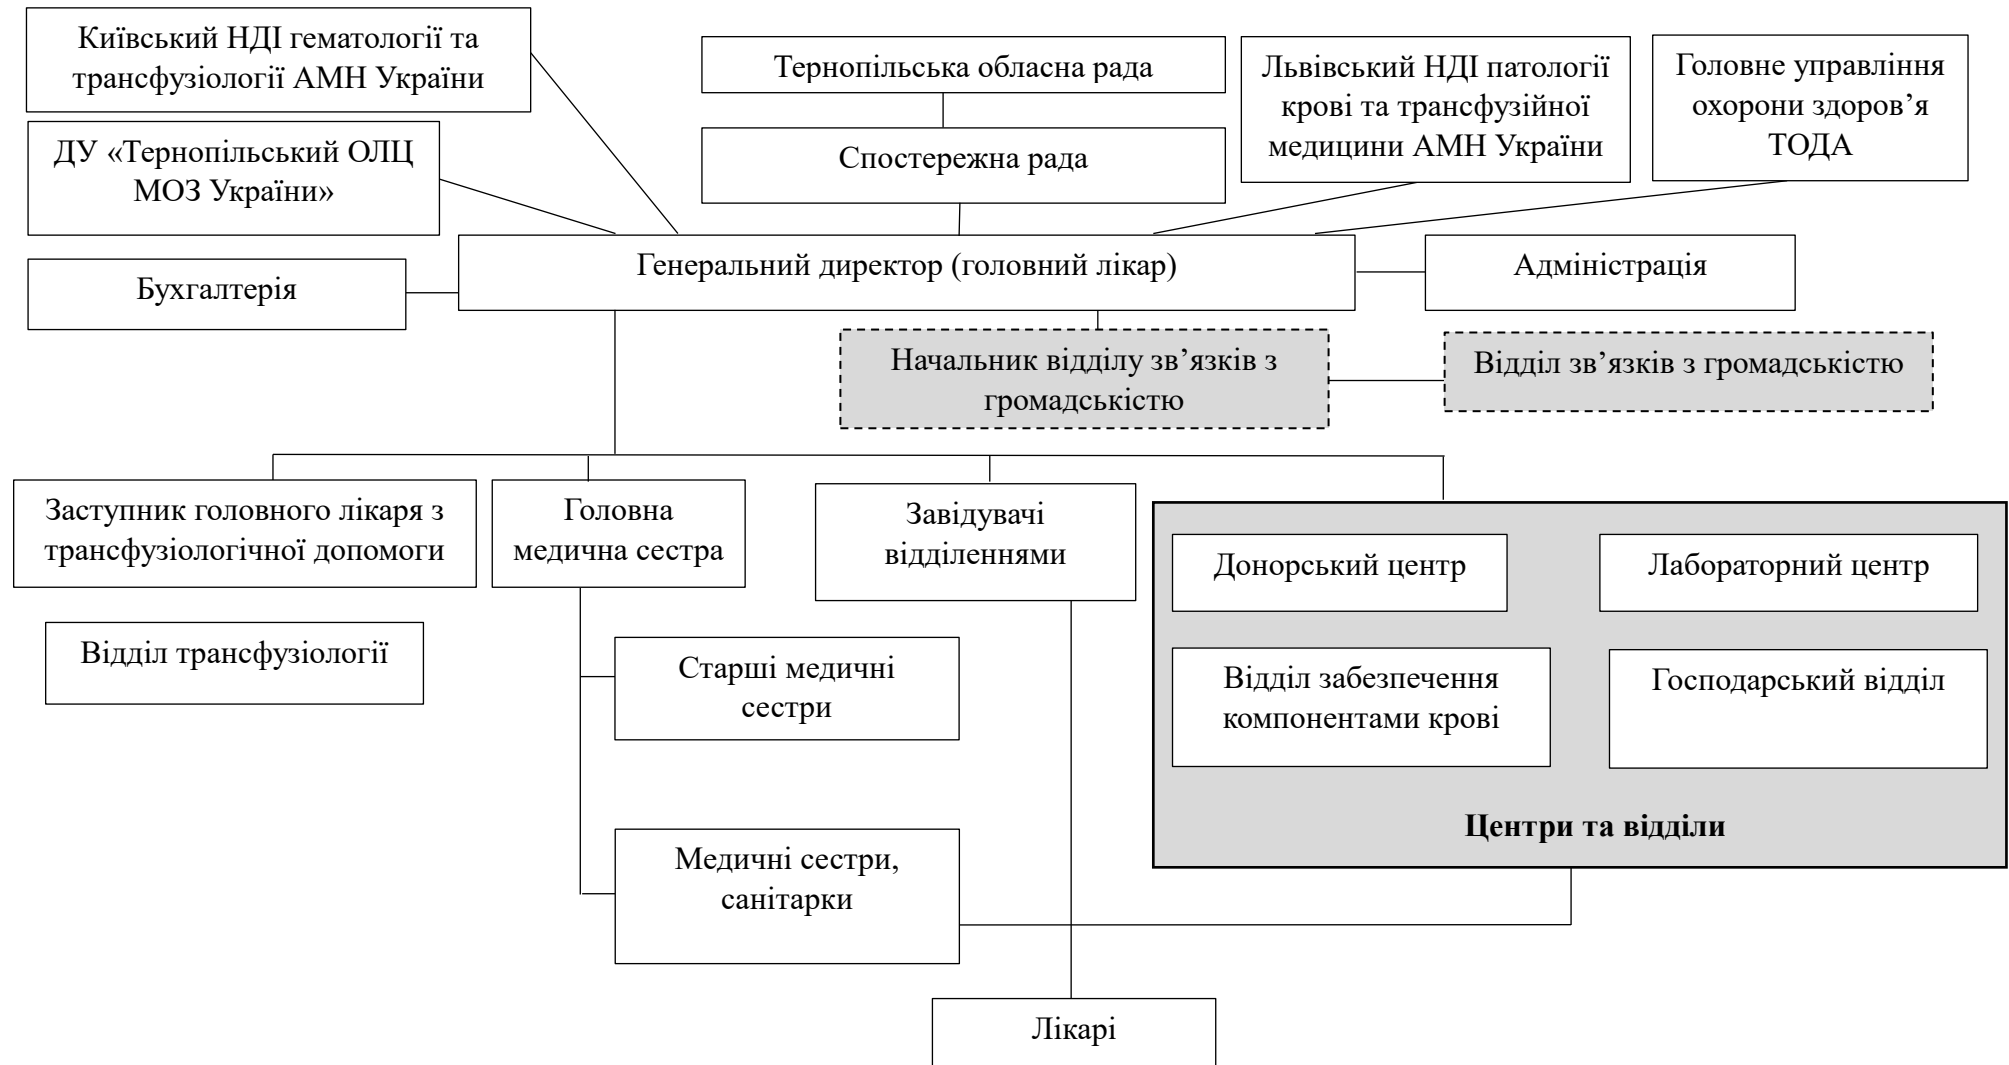 Київський НДІ гематології та
трансфузіології АМН України
Тернопільська обласна рада
Львівський НДІ патології
крові та трансфузійної
медицини АМН України
Головне управління
охорони здоров’я
ТОДА
ДУ «Тернопільський ОЛЦ
МОЗ України»
Спостережна рада
Генеральний директор (головний лікар)
Адміністрація
Бухгалтерія
Начальник відділу зв’язків з
громадськістю
Відділ зв’язків з громадськістю
Заступник головного лікаря з
трансфузіологічної допомоги
Головна
медична сестра
Завідувачі
відділеннями
Донорський центр
Лабораторний центр
Відділ трансфузіології
Старші медичні
сестри
Відділ забезпечення
компонентами крові
Господарський відділ
Центри та відділи
Медичні сестри,
санітарки
Лікарі